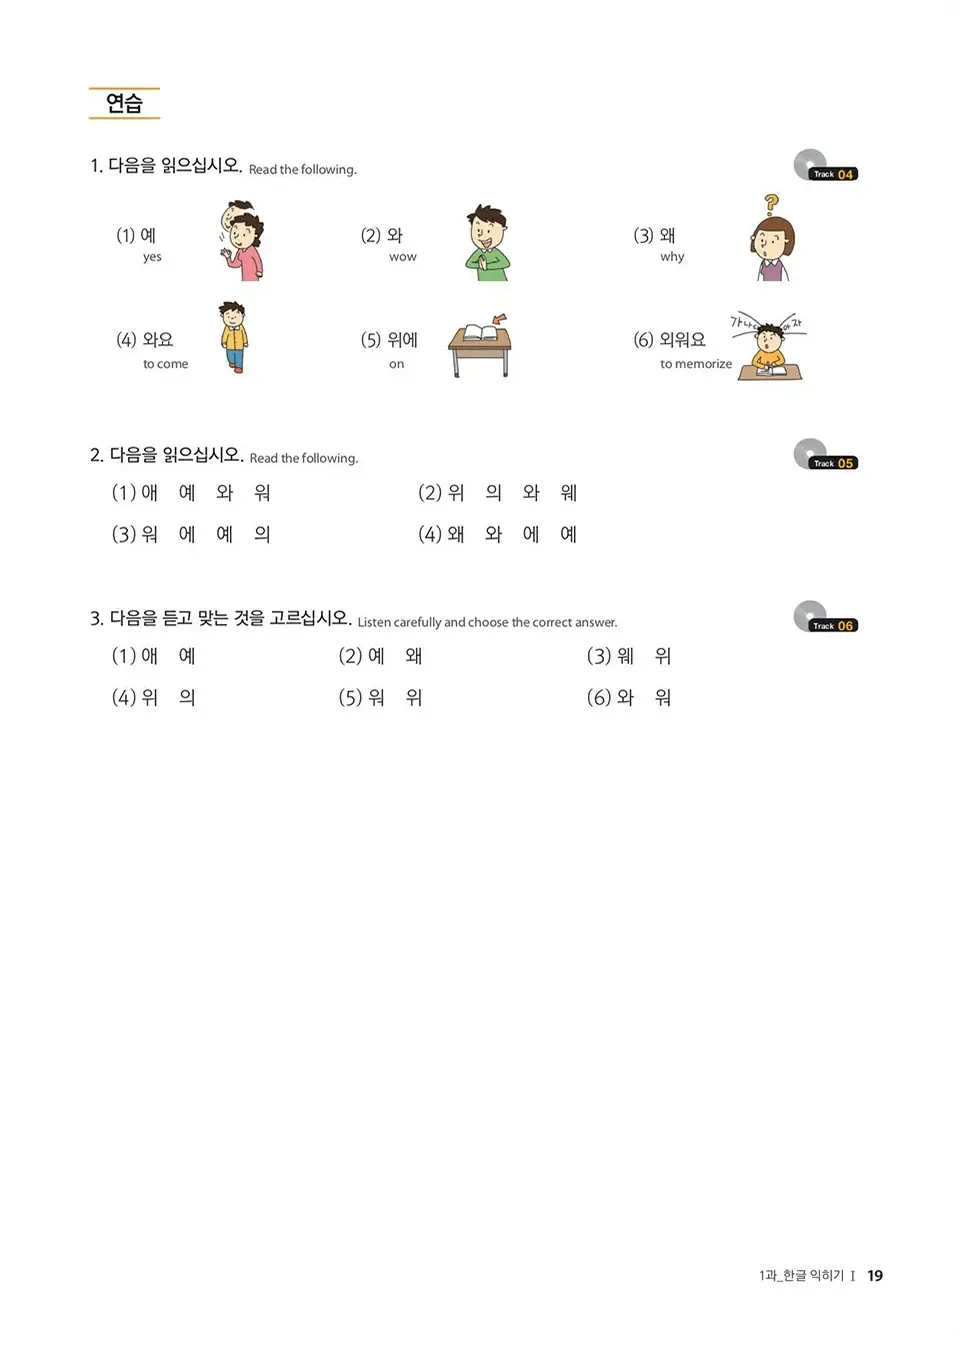 연습
1. 다음을 읽으십시오. Read the following.
Track 04
(1) 예 (2) 와 (3) 왜
yes wow why
?
(4) 와요 (5) 위에 (6) 외워요
to come on to memorize
가나다 아자
2. 다음을 읽으십시오. Read the following.
Track 05
(1) 애 예 와 워 (2) 위 의 와 웨
(3) 워 에 예 의 (4) 왜 와 에 예
3. 다음을 듣고 맞는 것을 고르십시오. Listen carefully and choose the correct answer.
Track 06
(1) 애 예 (2) 예 왜 (3) 웨 위
(4) 위 의 (5) 워 위 (6) 와 워
1과_한글 익히기 I 19